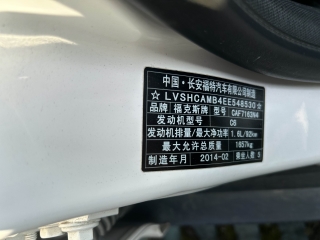 中国·长安福特汽车有限公司制造
☆LVSHCAMB4EE548530☆
品牌 福克斯牌 型号 CAF7163N4
发动机型号 C6
发动机排量/最大净功率 1.6L/92kw
最大允许总质量 1657kg
制造年月 2014-02 乘坐人数 5